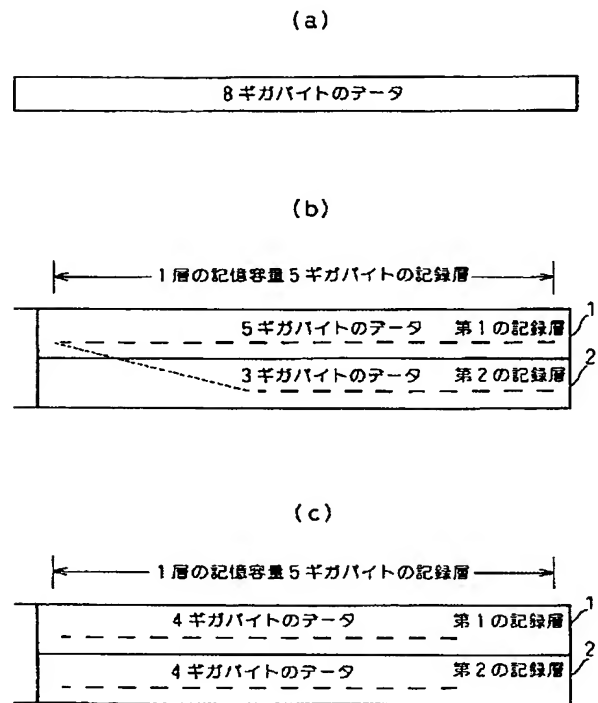 (a)
8ギガバイトのデータ
(b)
1層の記憶容量5ギガバイトの記録層
5ギガバイトのデータ 第1の記録層 1
3ギガバイトのデータ 第2の記録層 2
(c)
1層の記憶容量5ギガバイトの記録層
4ギガバイトのデータ 第1の記録層 1
4ギガバイトのデータ 第2の記録層 2